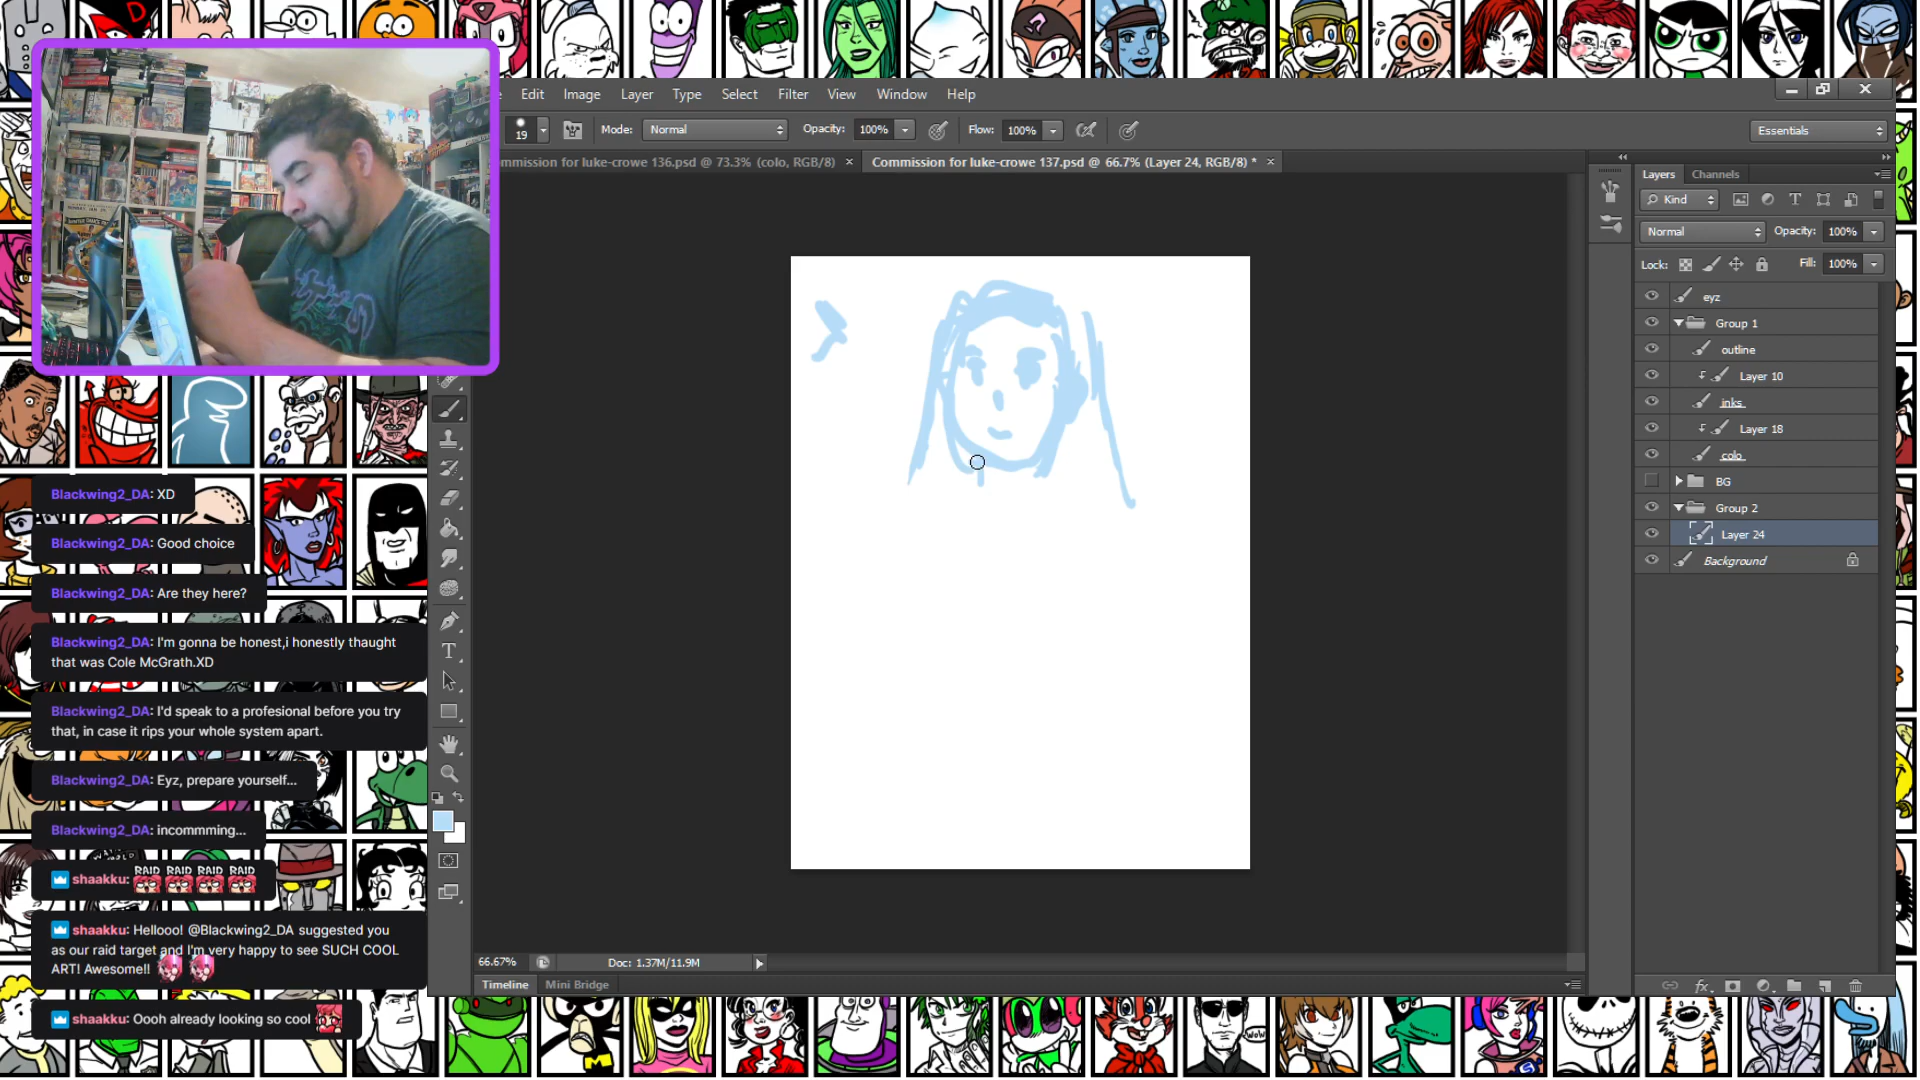 Edit Image Layer Type Select Filter View Window Help
19 Mode: Normal Opacity: 100% Flow: 100% Essentials
mmission for luke-crowe 136.psd @ 73.3% (colo, RGB/8) × Commission for luke-crowe 137.psd @ 66.7% (Layer 24, RGB/8) * ×
Layers Channels
Kind
Normal Opacity: 100%
Lock: Fill: 100%
eyz
Group 1
outline
Layer 10
inks
Layer 18
colo
BG
Group 2
Layer 24
Background
Blackwing2_DA: XD
Blackwing2_DA: Good choice
Blackwing2_DA: Are they here?
Blackwing2_DA: I'm gonna be honest,i honestly thaught
that was Cole McGrath.XD
Blackwing2_DA: I'd speak to a profesional before you try
that, in case it rips your whole system apart.
Blackwing2_DA: Eyz, prepare yourself...
Blackwing2_DA: incommming...
shaakku: RAID RAID RAID RAID
shaakku: Hellooo! @Blackwing2_DA suggested you
as our raid target and I'm very happy to see SUCH COOL
ART! Awesome!!
shaakku: Oooh already looking so cool
66.67% Doc: 1.37M/11.9M
Timeline Mini Bridge
WOW